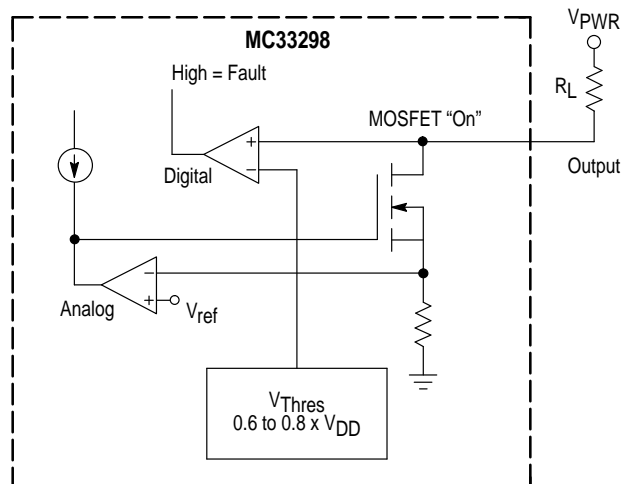 MC33298
VPWR
High = Fault
RL
MOSFET “On”
+
−
Digital
Output
−
+
Analog
Vref
VThres
0.6 to 0.8 x VDD